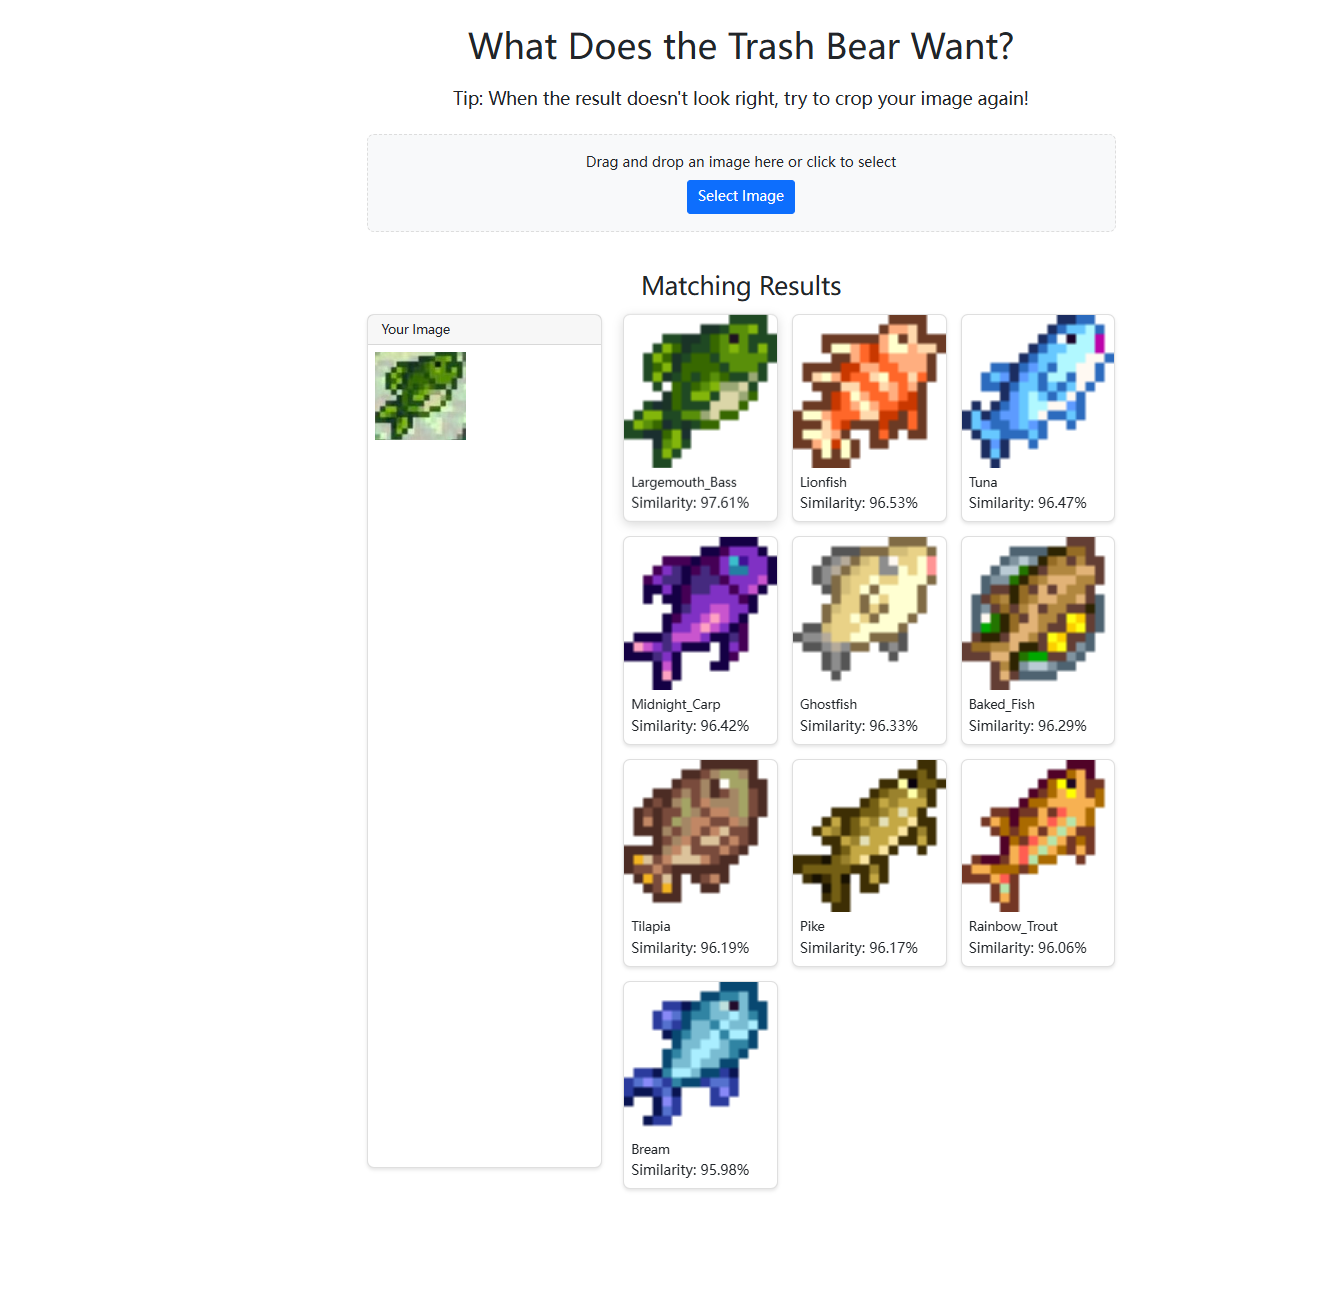 What Does the Trash Bear Want?
Tip: When the result doesn't look right, try to crop your image again!
Drag and drop an image here or click to select
Select Image
Matching Results
Your Image
Largemouth_Bass
Similarity: 97.61%
Lionfish
Similarity: 96.53%
Tuna
Similarity: 96.47%
Midnight_Carp
Similarity: 96.42%
Ghostfish
Similarity: 96.33%
Baked_Fish
Similarity: 96.29%
Tilapia
Similarity: 96.19%
Pike
Similarity: 96.17%
Rainbow_Trout
Similarity: 96.06%
Bream
Similarity: 95.98%